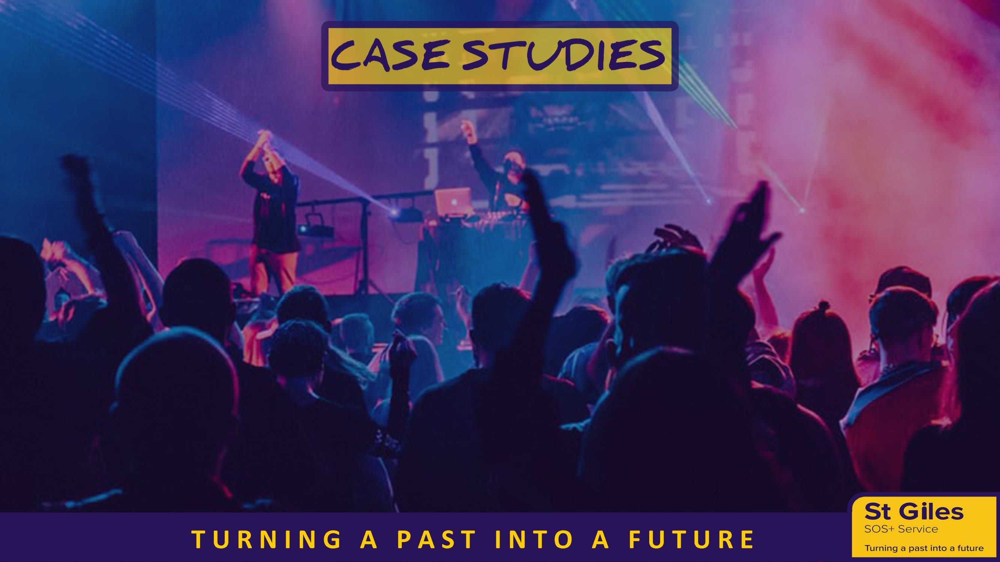 CASE STUDIES
TURNING A PAST INTO A FUTURE
St Giles
SOS+ Service
Turning a past into a future